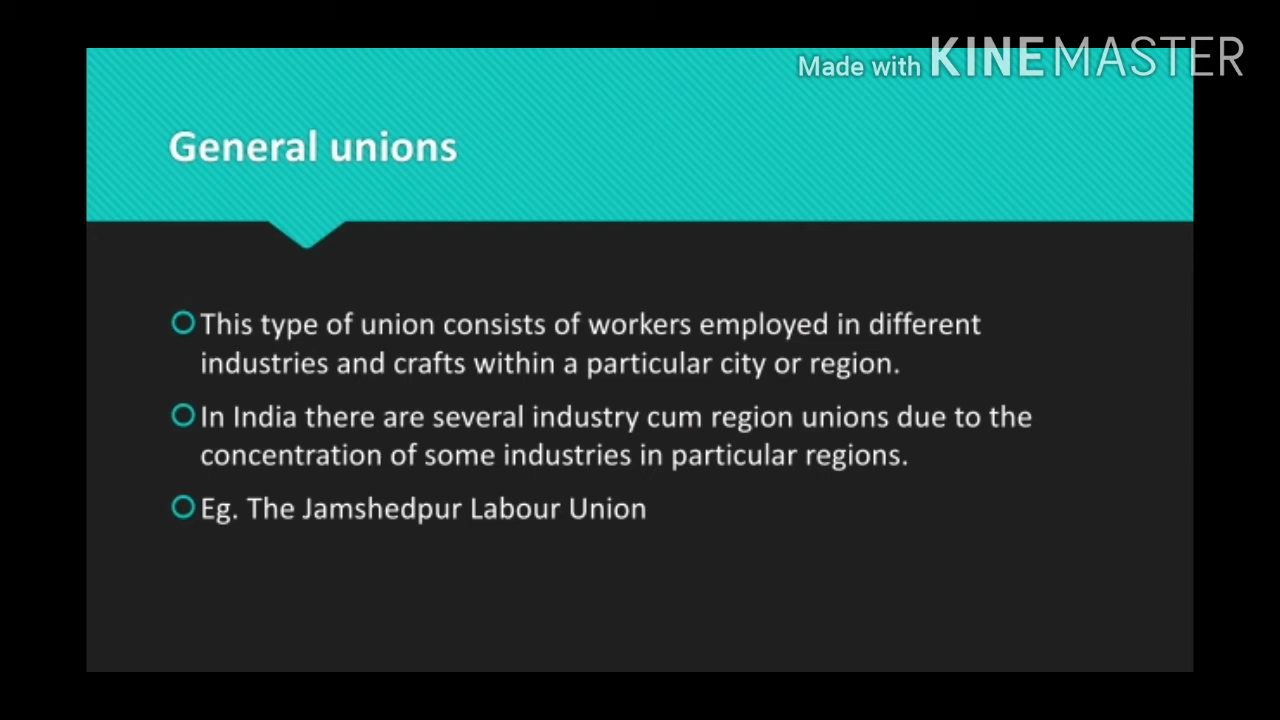 Made with KINEMASTER
General unions
This type of union consists of workers employed in different
industries and crafts within a particular city or region.
In India there are several industry cum region unions due to the
concentration of some industries in particular regions.
Eg. The Jamshedpur Labour Union